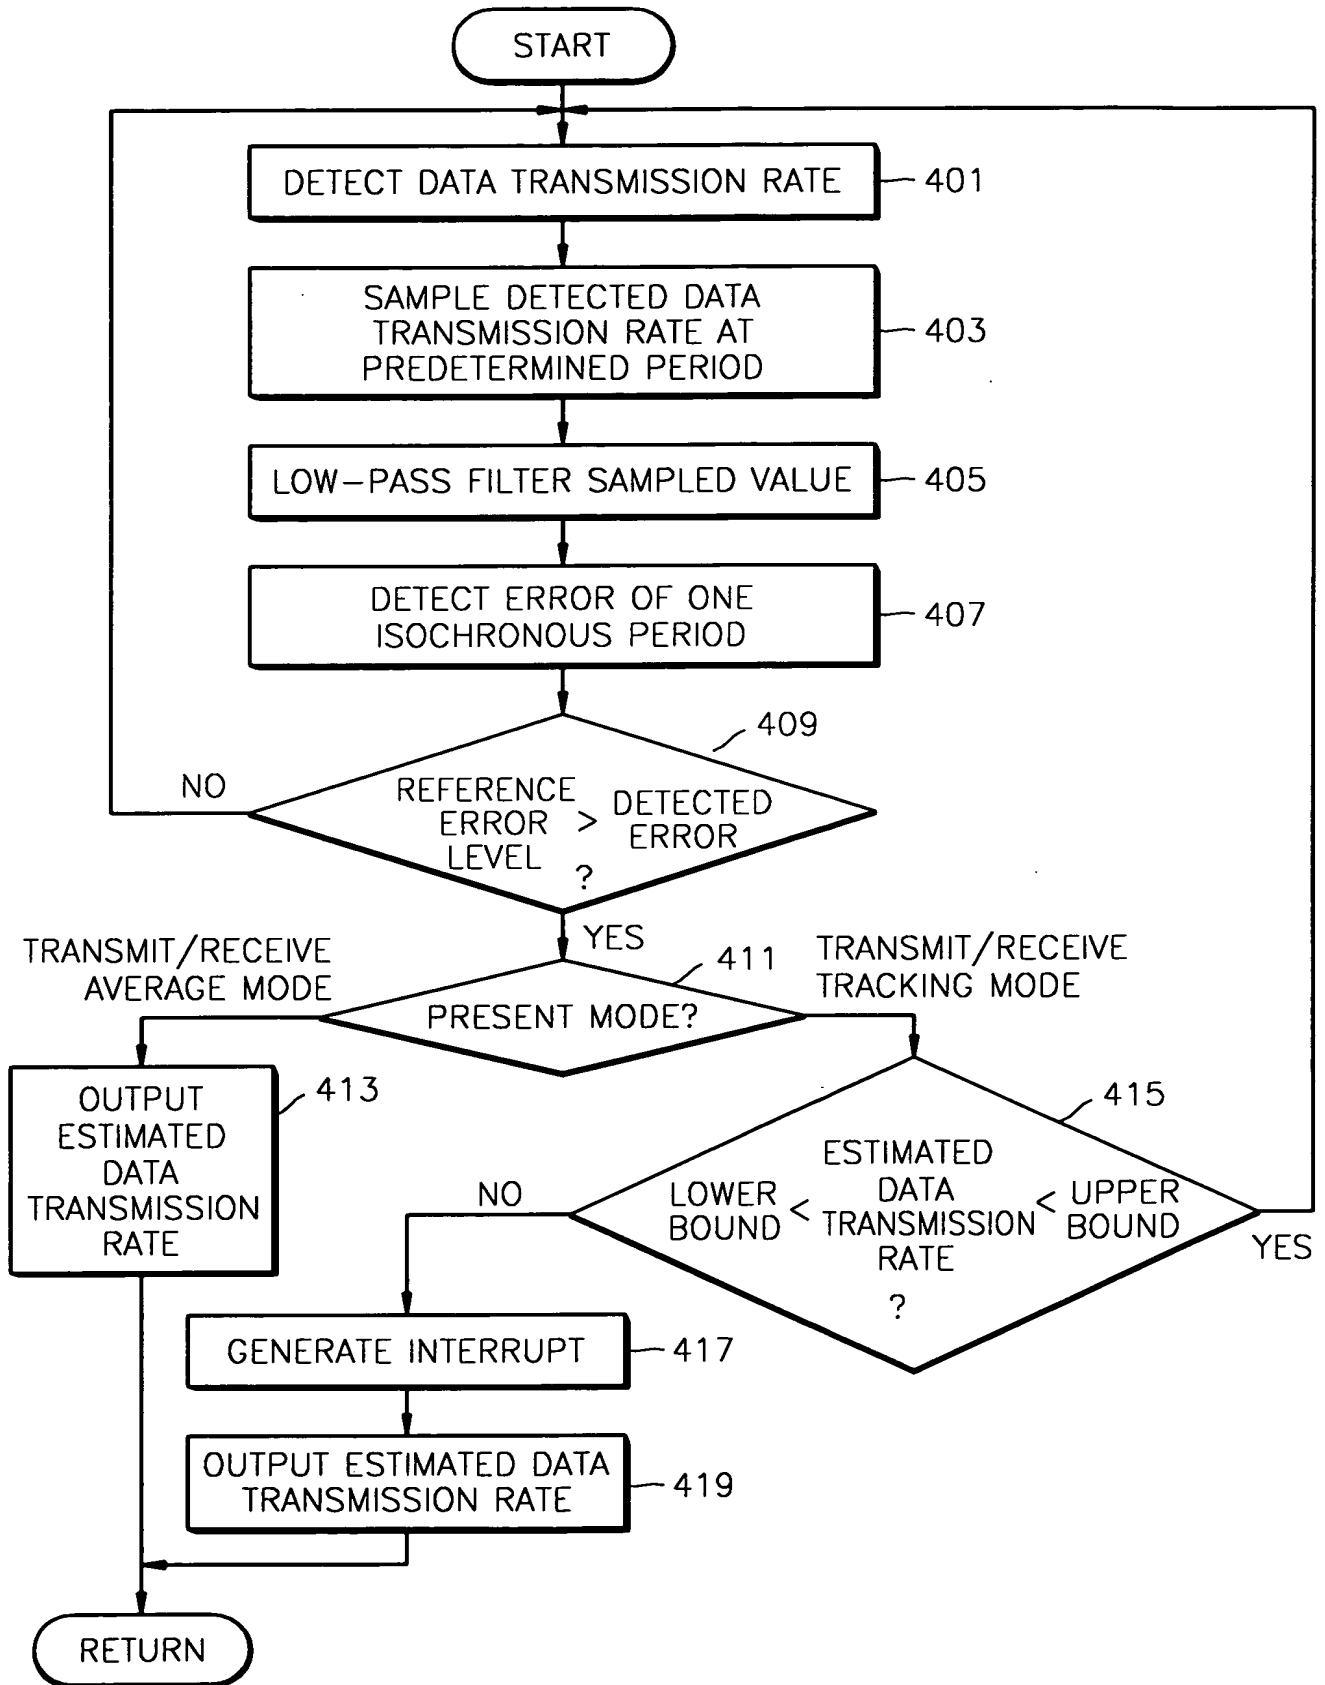 START
DETECT DATA TRANSMISSION RATE
401
SAMPLE DETECTED DATA
TRANSMISSION RATE AT
PREDETERMINED PERIOD
403
LOW-PASS FILTER SAMPLED VALUE
405
DETECT ERROR OF ONE
ISOCHRONOUS PERIOD
407
409
NO
REFERENCE
ERROR
LEVEL
>
DETECTED
ERROR
?
YES
TRANSMIT/RECEIVE
AVERAGE MODE
411
PRESENT MODE?
TRANSMIT/RECEIVE
TRACKING MODE
OUTPUT
ESTIMATED
DATA
TRANSMISSION
RATE
413
415
NO
LOWER
BOUND
<
ESTIMATED
DATA
TRANSMISSION
RATE
<
UPPER
BOUND
?
YES
GENERATE INTERRUPT
417
OUTPUT ESTIMATED DATA
TRANSMISSION RATE
419
RETURN